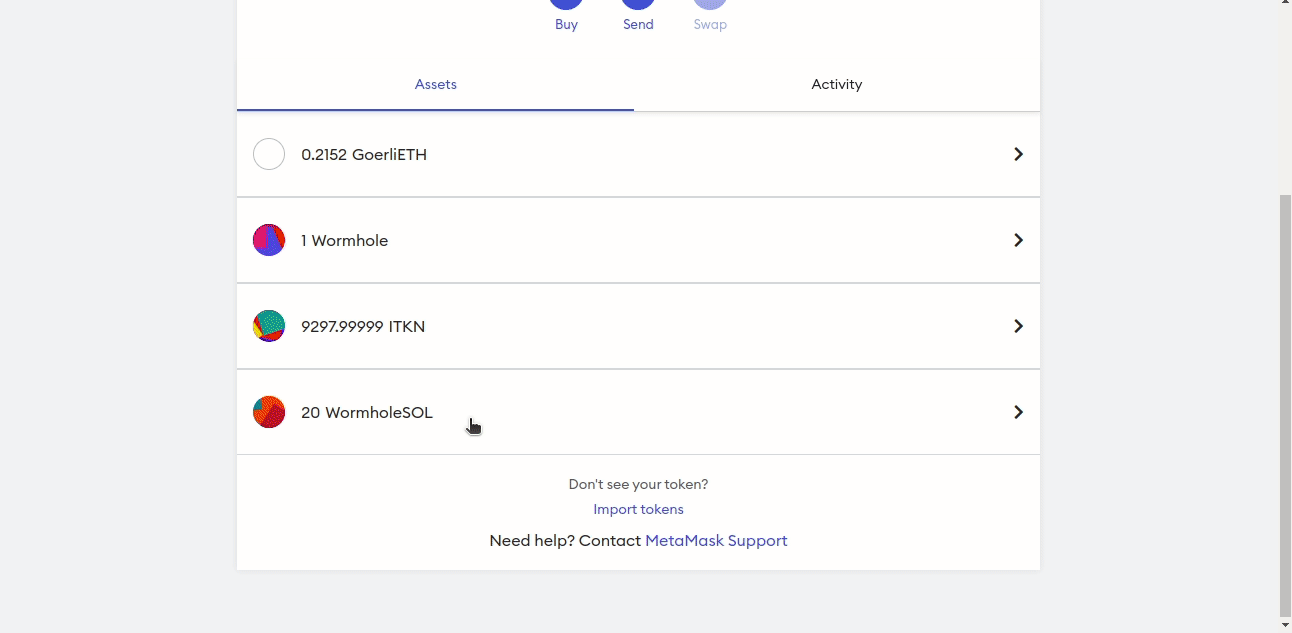 Buy Send Swap
Assets Activity
0.2152 GoerliETH
1 Wormhole
9297.99999 ITKN
20 WormholeSOL
Don't see your token?
Import tokens
Need help? Contact MetaMask Support